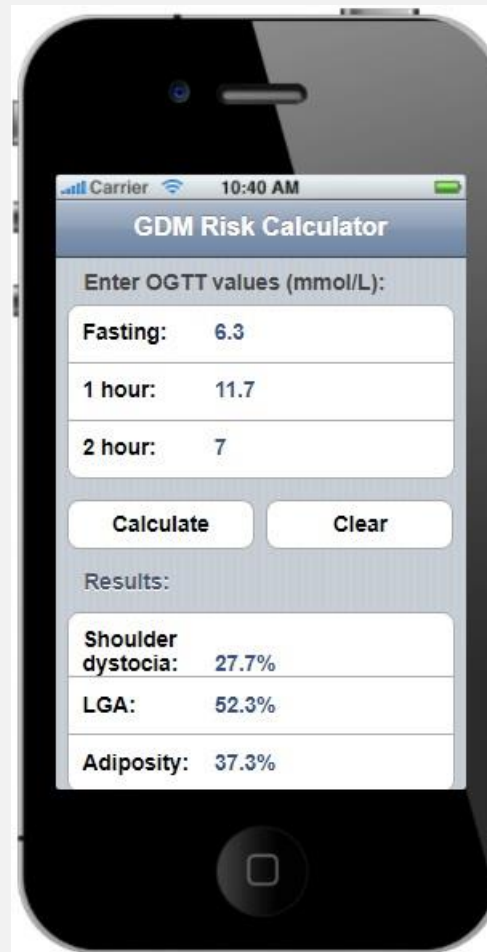 Carrier 10:40 AM
GDM Risk Calculator
Enter OGTT values (mmol/L):
Fasting: 6.3
1 hour: 11.7
2 hour: 7
Calculate Clear
Results:
Shoulder
dystocia: 27.7%
LGA: 52.3%
Adiposity: 37.3%